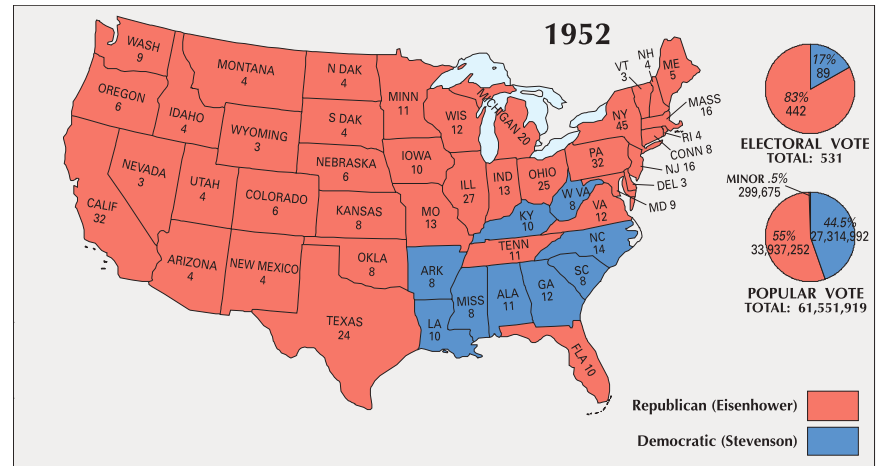 1952
WASH
9
OREGON
6
CALIF
32
NEVADA
3
IDAHO
4
MONTANA
4
WYOMING
3
UTAH
4
COLORADO
6
ARIZONA
4
NEW MEXICO
4
N DAK
4
S DAK
4
NEBRASKA
6
KANSAS
8
OKLA
8
TEXAS
24
MINN
11
IOWA
10
MO
13
ARK
8
LA
10
WIS
12
ILL
27
MICHIGAN 20
IND
13
OHIO
25
KY
10
TENN
11
MISS
8
ALA
11
GA
12
FLA 10
SC
8
NC
14
VA
12
W VA
8
PA
32
NY
45
VT
3
NH
4
ME
5
MASS
16
RI 4
CONN 8
NJ 16
DEL 3
MD 9
17%
89
83%
442
ELECTORAL VOTE
TOTAL: 531
MINOR .5%
299,675
44.5%
27,314,992
55%
33,937,252
POPULAR VOTE
TOTAL: 61,551,919
Republican (Eisenhower)
Democratic (Stevenson)